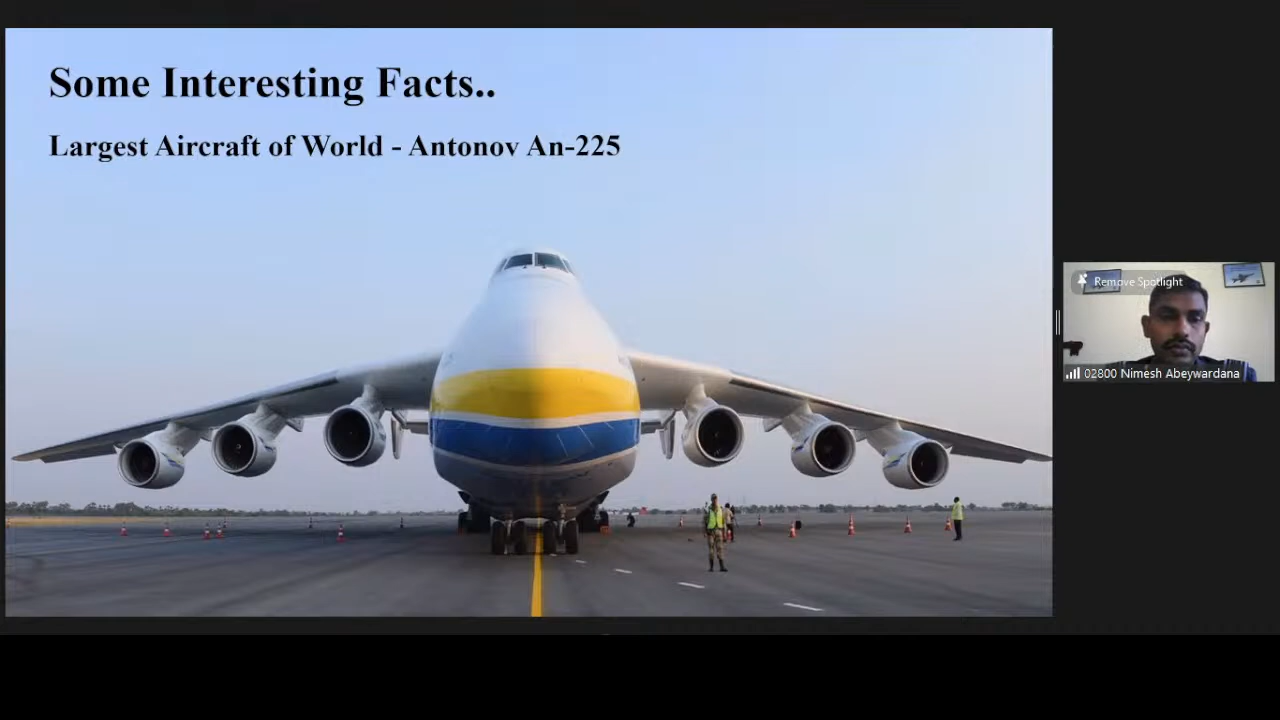 Some Interesting Facts..
Largest Aircraft of World - Antonov An-225
Remove Spotlight
02800 Nimesh Abeywardana